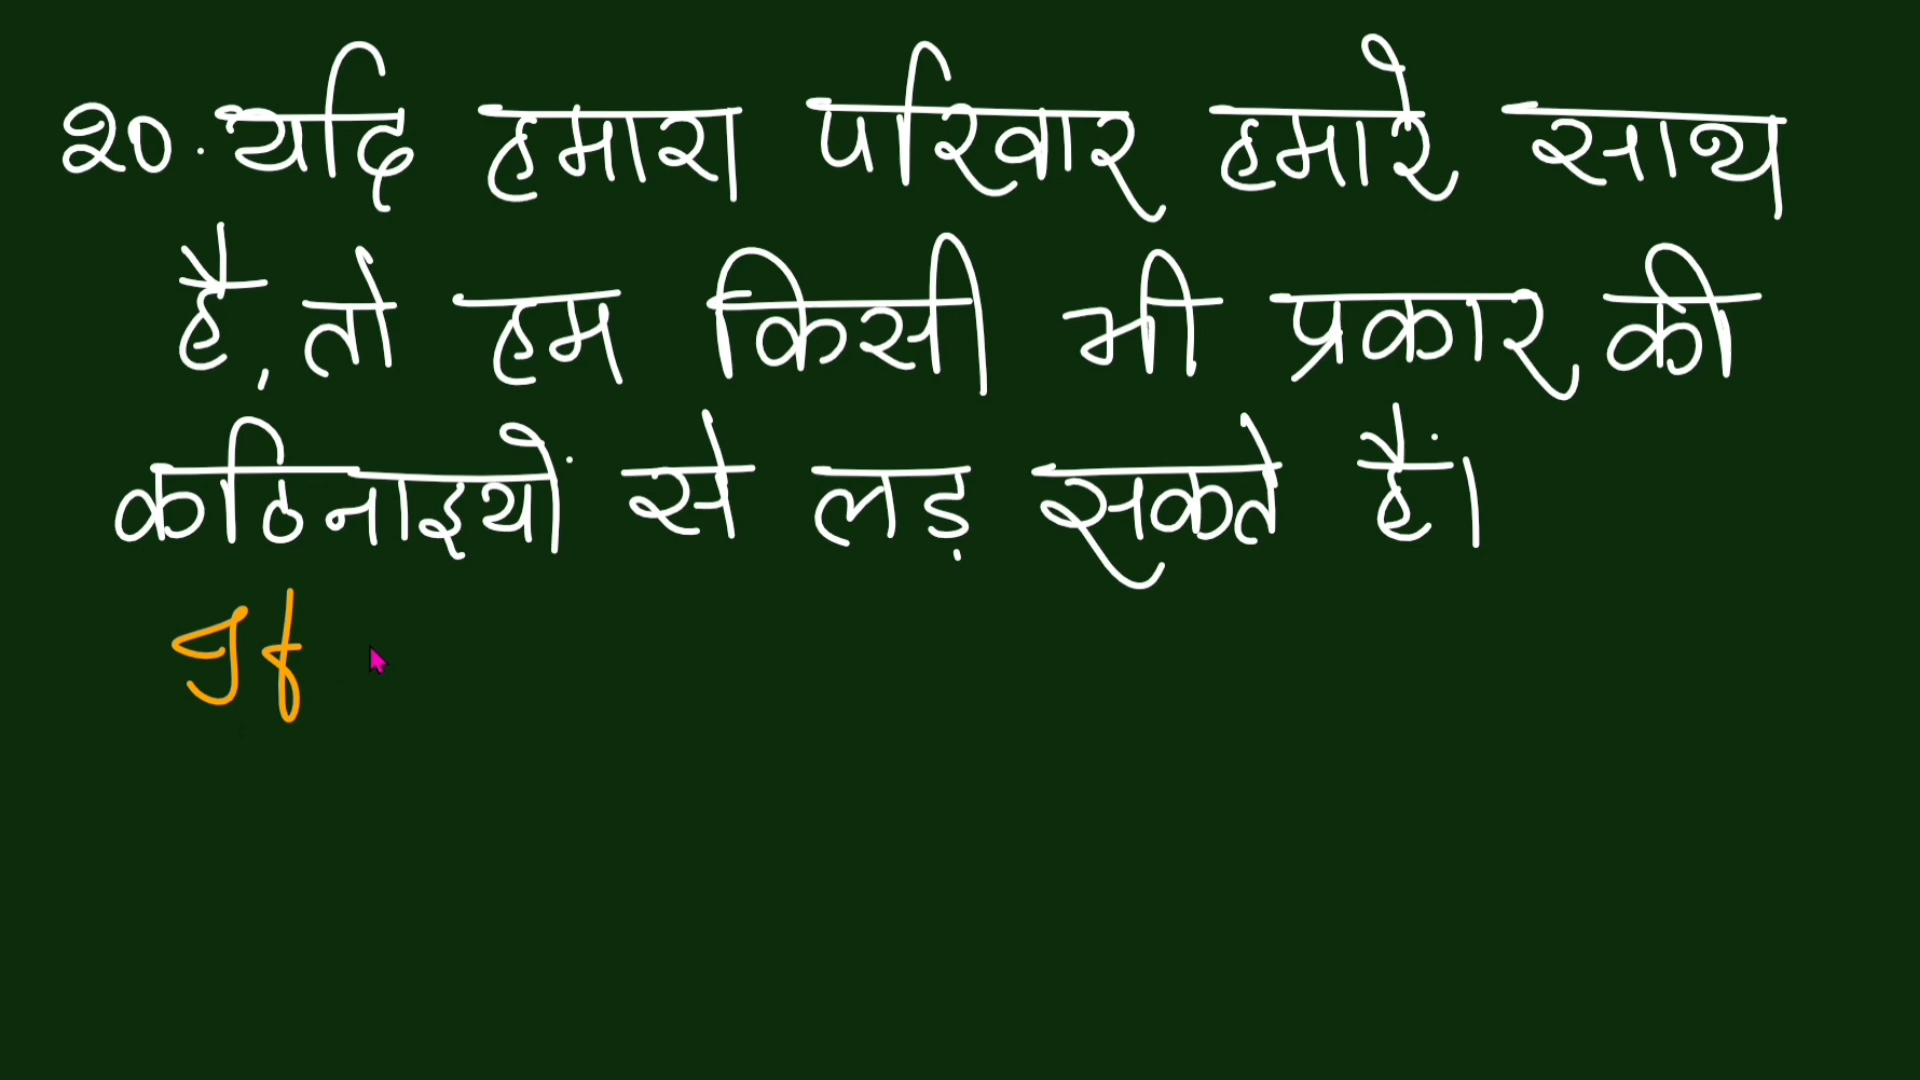 २०. यदि हमारा परिवार हमारे साथ
है, तो हम किसी भी प्रकार की
कठिनाइयों से लड़ सकते हैं।
If